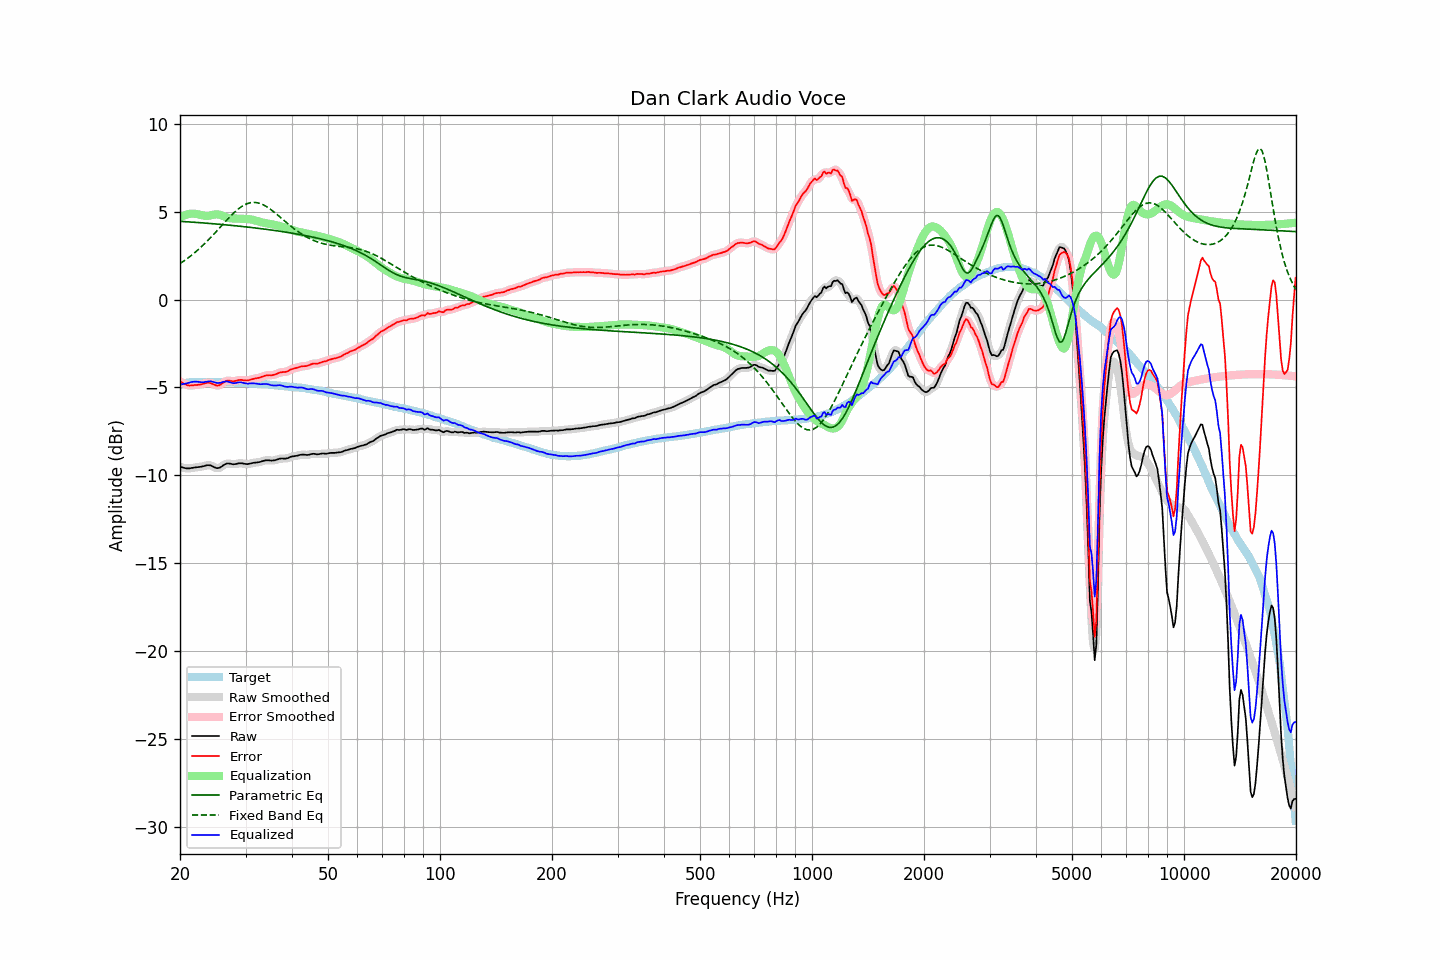 Dan Clark Audio Voce
Amplitude (dBr)
10
5
0
−5
−10
−15
−20
−25
−30
Target
Raw Smoothed
Error Smoothed
Raw
Error
Equalization
Parametric Eq
Fixed Band Eq
Equalized
20 50 100 200 500 1000 2000 5000 10000 20000
Frequency (Hz)